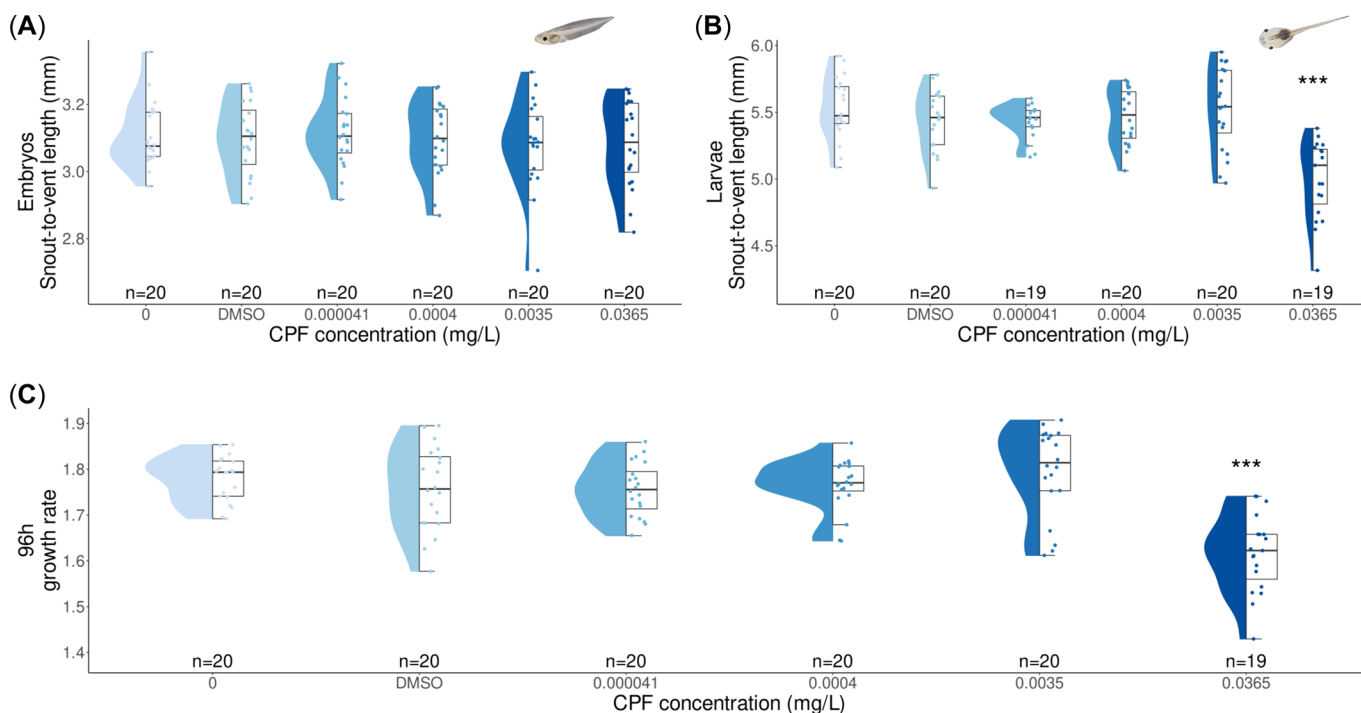 (A)
Embryos
Snout-to-vent length (mm)
3.2
3.0
2.8
n=20 n=20 n=20 n=20 n=20 n=20
0 DMSO 0.000041 0.0004 0.0035 0.0365
CPF concentration (mg/L)
(B)
Larvae
Snout-to-vent length (mm)
6.0
5.5
5.0
4.5
***
n=20 n=20 n=19 n=20 n=20 n=19
0 DMSO 0.000041 0.0004 0.0035 0.0365
CPF concentration (mg/L)
(C)
96h
growth rate
1.9
1.8
1.7
1.6
1.5
1.4
***
n=20 n=20 n=20 n=20 n=20 n=19
0 DMSO 0.000041 0.0004 0.0035 0.0365
CPF concentration (mg/L)